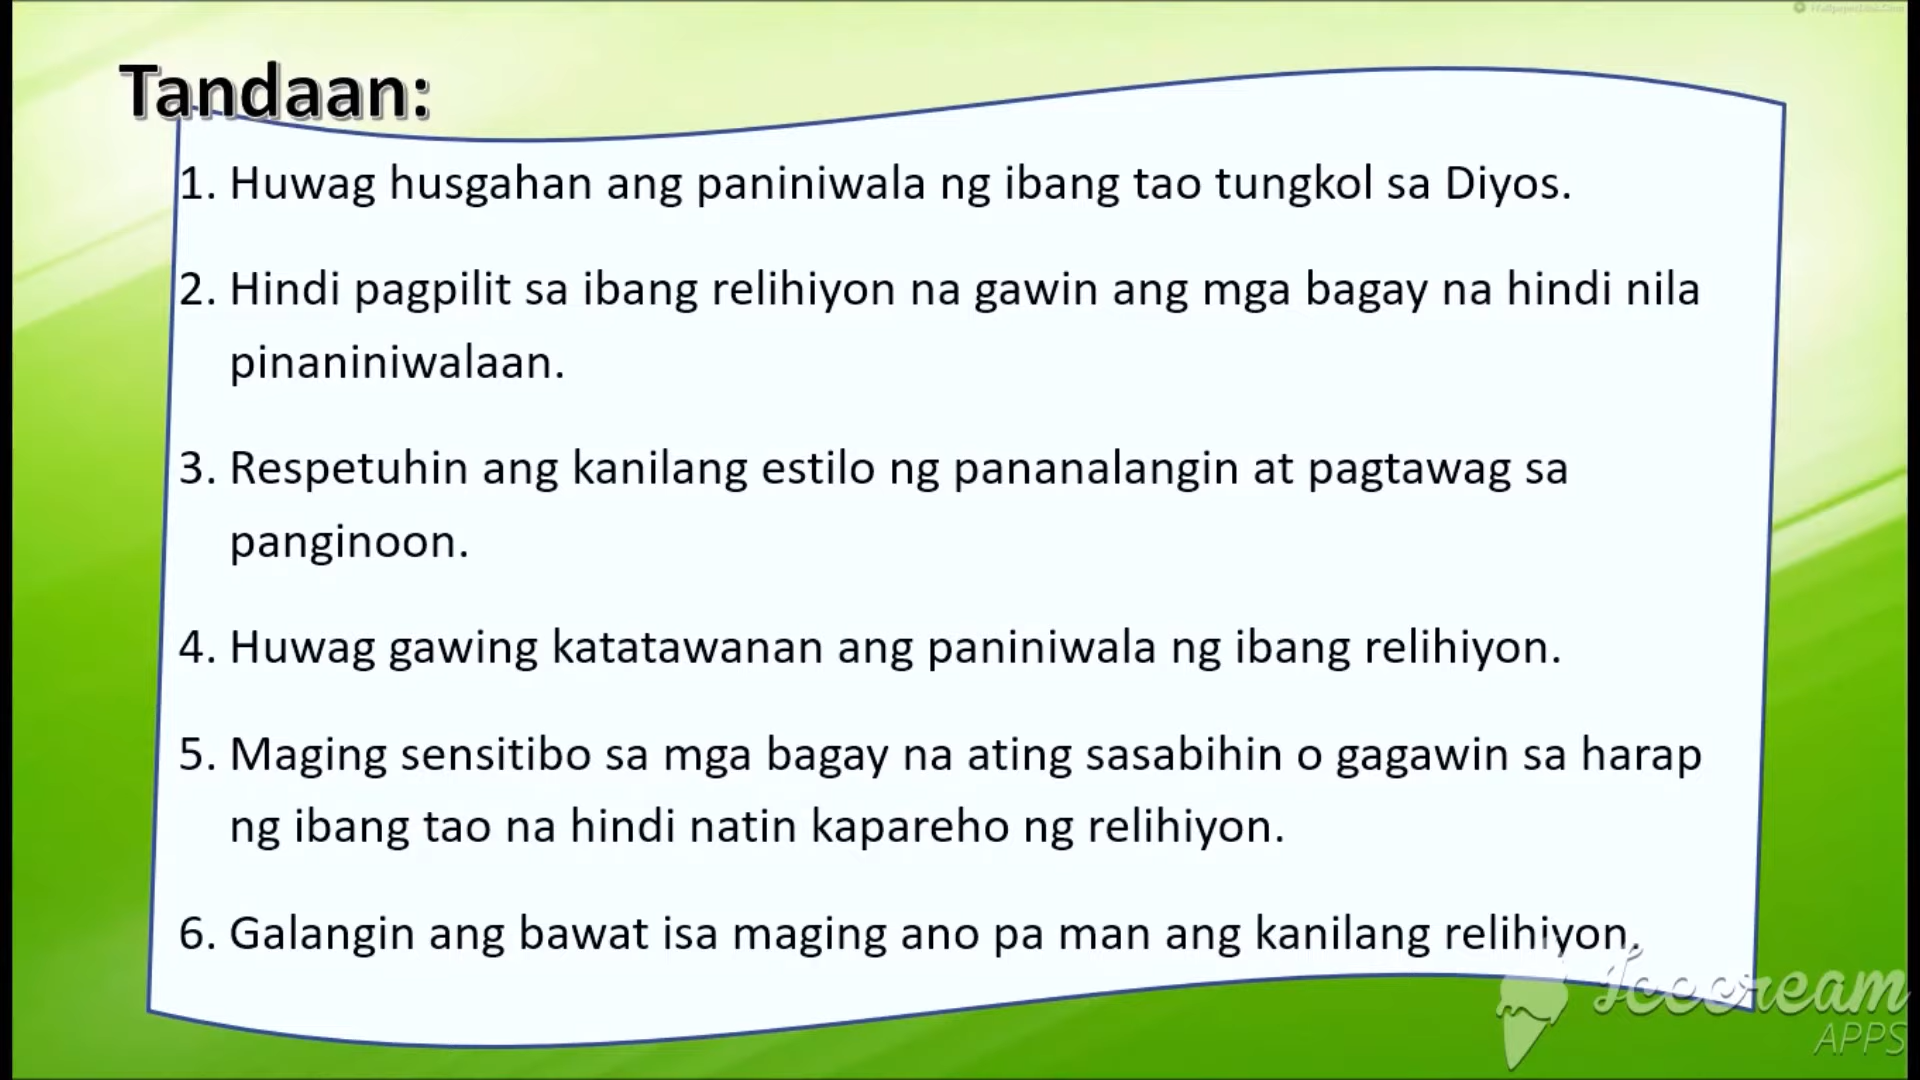 Tandaan:
1. Huwag husgahan ang paniniwala ng ibang tao tungkol sa Diyos.
2. Hindi pagpilit sa ibang relihiyon na gawin ang mga bagay na hindi nila
pinaniniwalaan.
3. Respetuhin ang kanilang estilo ng pananalangin at pagtawag sa
panginoon.
4. Huwag gawing katatawanan ang paniniwala ng ibang relihiyon.
5. Maging sensitibo sa mga bagay na ating sasabihin o gagawin sa harap
ng ibang tao na hindi natin kapareho ng relihiyon.
6. Galangin ang bawat isa maging ano pa man ang kanilang relihiyon.
Icecream
APPS